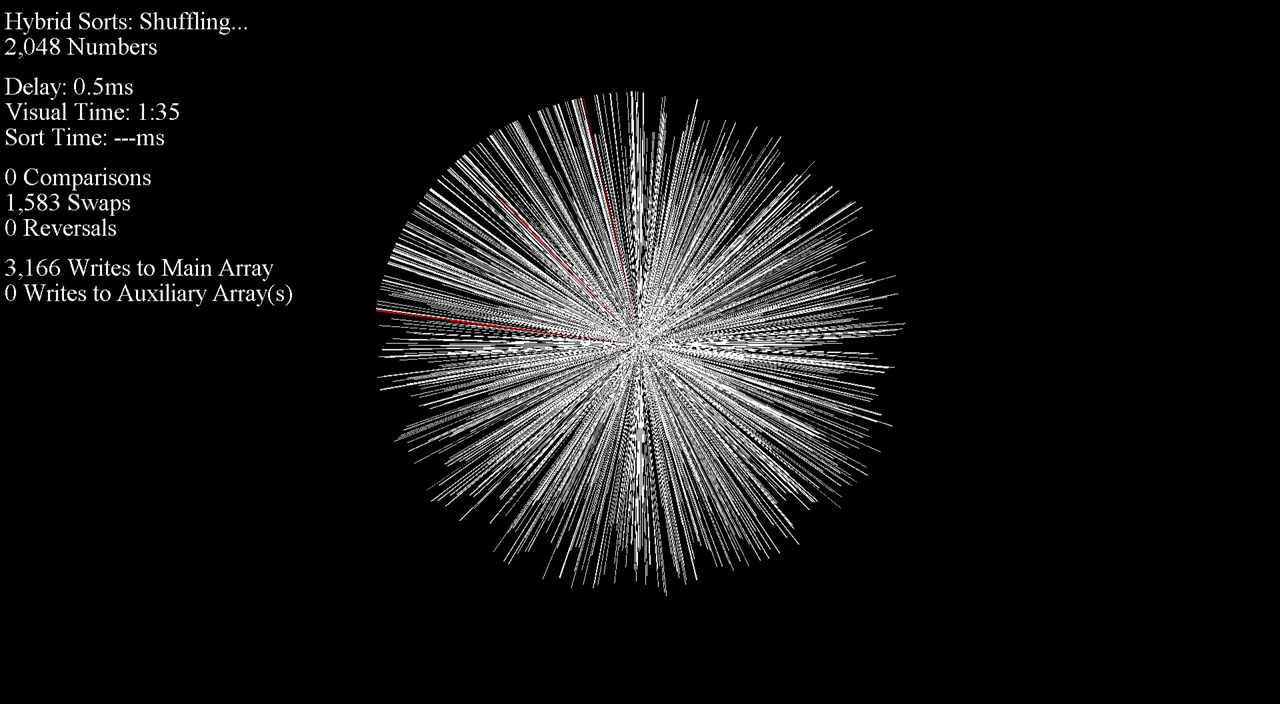 Hybrid Sorts: Shuffling...
2,048 Numbers
Delay: 0.5ms
Visual Time: 1:35
Sort Time: ---ms
0 Comparisons
1,583 Swaps
0 Reversals
3,166 Writes to Main Array
0 Writes to Auxiliary Array(s)